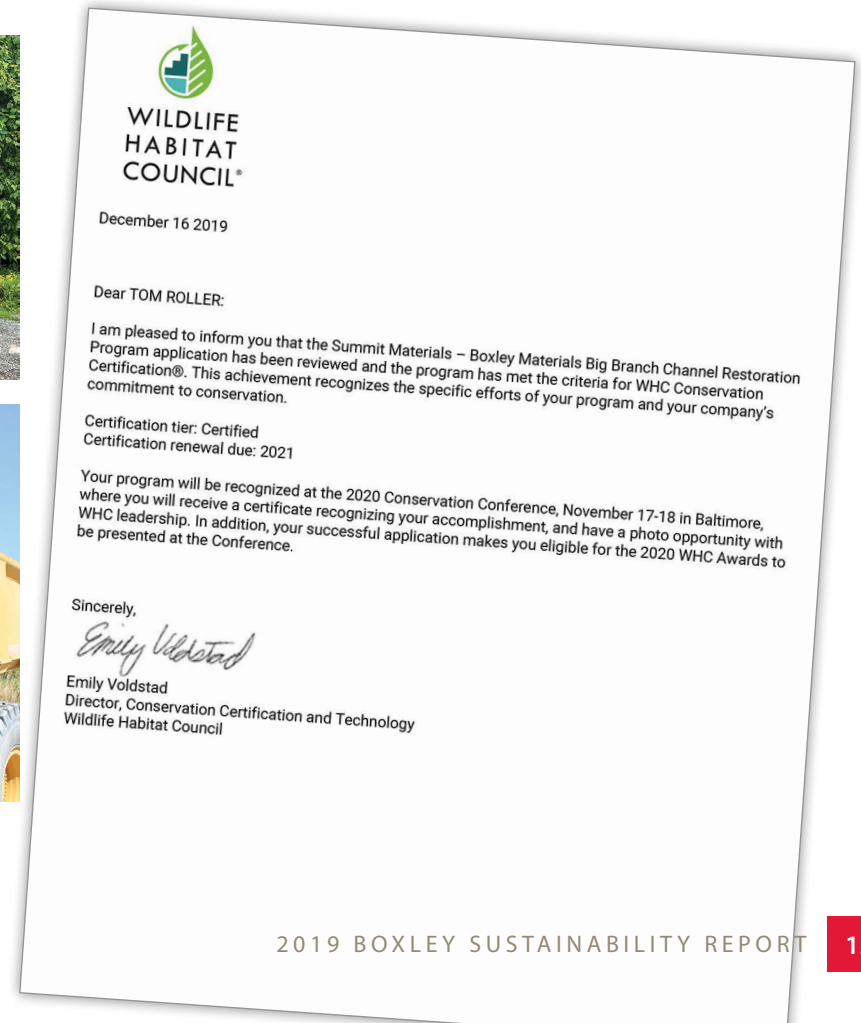 WILDLIFE
HABITAT
COUNCIL®
December 16 2019
Dear TOM ROLLER:
I am pleased to inform you that the Summit Materials – Boxley Materials Big Branch Channel Restoration
Program application has been reviewed and the program has met the criteria for WHC Conservation
Certification®. This achievement recognizes the specific efforts of your program and your company's
commitment to conservation.
Certification tier: Certified
Certification renewal due: 2021
Your program will be recognized at the 2020 Conservation Conference, November 17-18 in Baltimore,
where you will receive a certificate recognizing your accomplishment, and have a photo opportunity with
WHC leadership. In addition, your successful application makes you eligible for the 2020 WHC Awards to
be presented at the Conference.
Sincerely,
Emily Voldstad
Emily Voldstad
Director, Conservation Certification and Technology
Wildlife Habitat Council
2019 BOXLEY SUSTAINABILITY REPORT